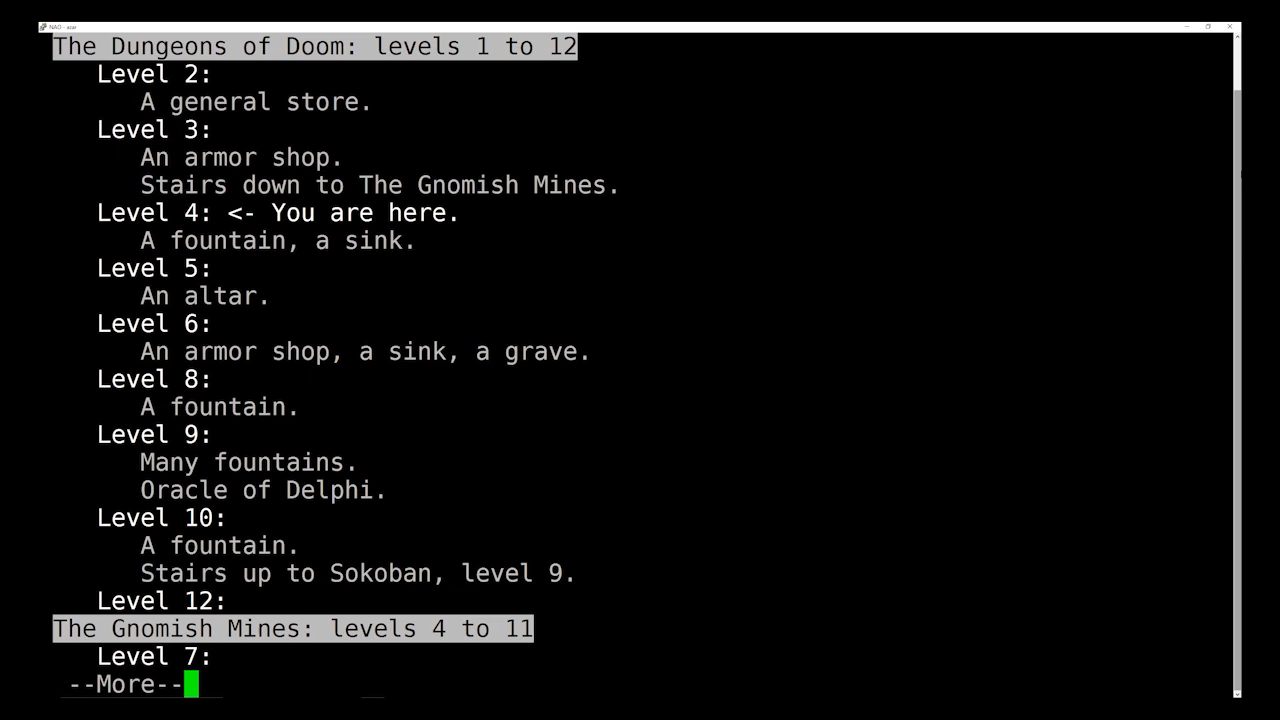 NAO - azar
The Dungeons of Doom: levels 1 to 12
Level 2:
A general store.
Level 3:
An armor shop.
Stairs down to The Gnomish Mines.
Level 4: <- You are here.
A fountain, a sink.
Level 5:
An altar.
Level 6:
An armor shop, a sink, a grave.
Level 8:
A fountain.
Level 9:
Many fountains.
Oracle of Delphi.
Level 10:
A fountain.
Stairs up to Sokoban, level 9.
Level 12:
The Gnomish Mines: levels 4 to 11
Level 7:
--More--